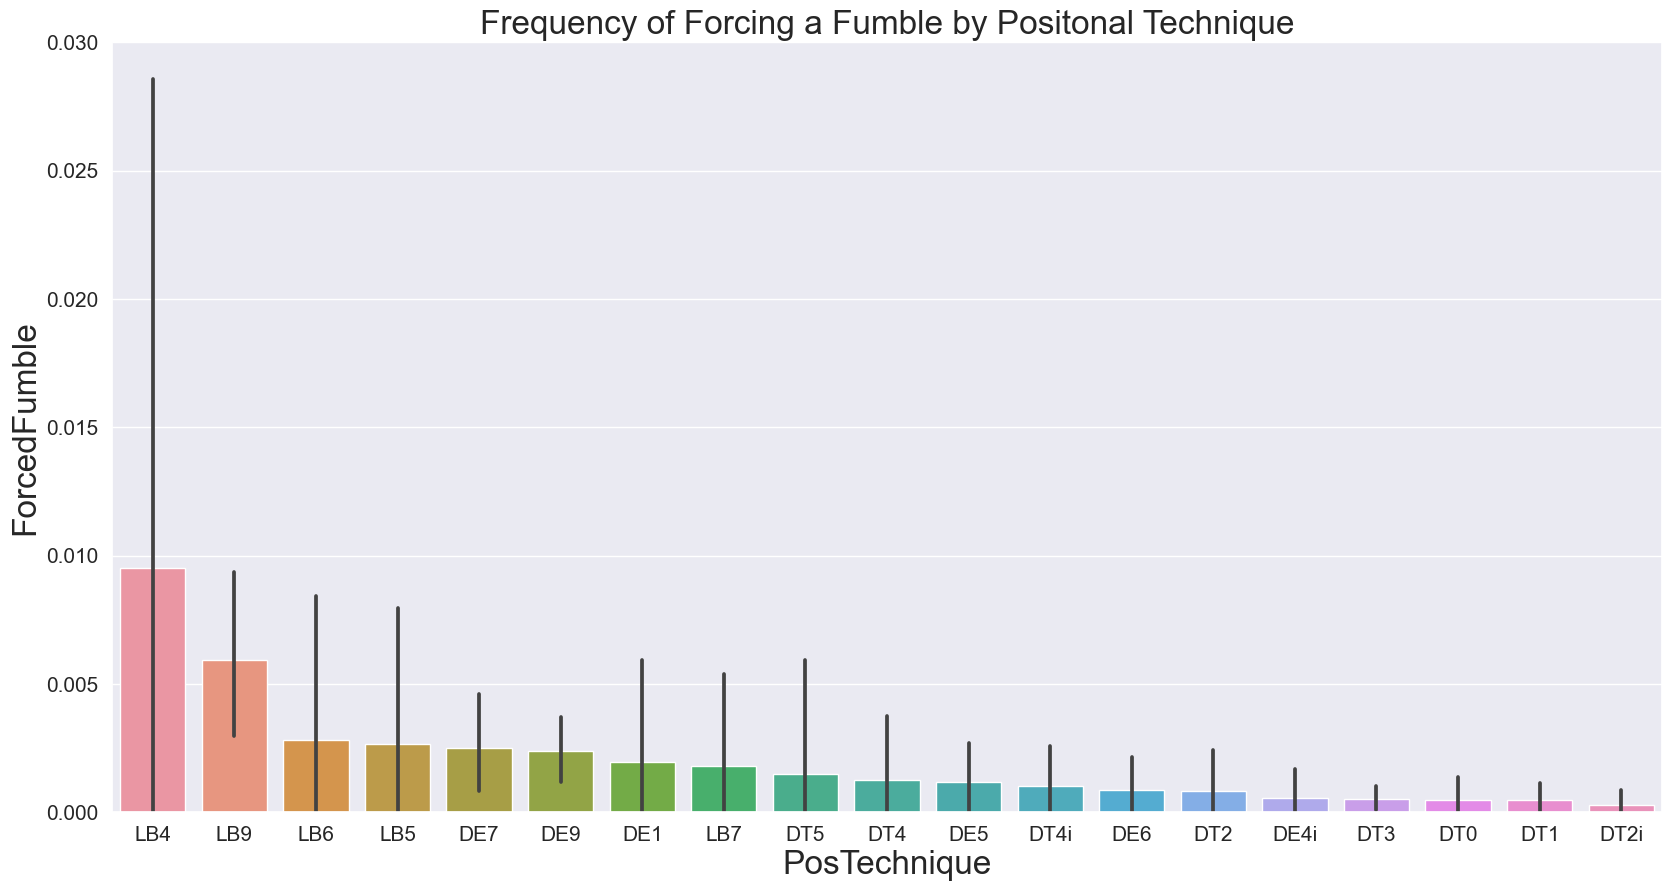 Frequency of Forcing a Fumble by Positonal Technique
0.030
0.025
0.020
0.015
0.010
0.005
0.000
ForcedFumble
LB4 LB9 LB6 LB5 DE7 DE9 DE1 LB7 DT5 DT4 DE5 DT4i DE6 DT2 DE4i DT3 DT0 DT1 DT2i
PosTechnique